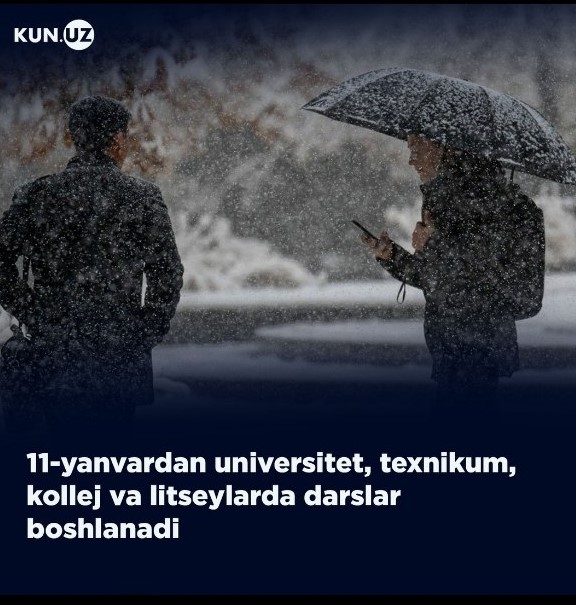 KUN.UZ
11-yanvardan universitet, texnikum,
kollej va litseylarda darslar
boshlanadi